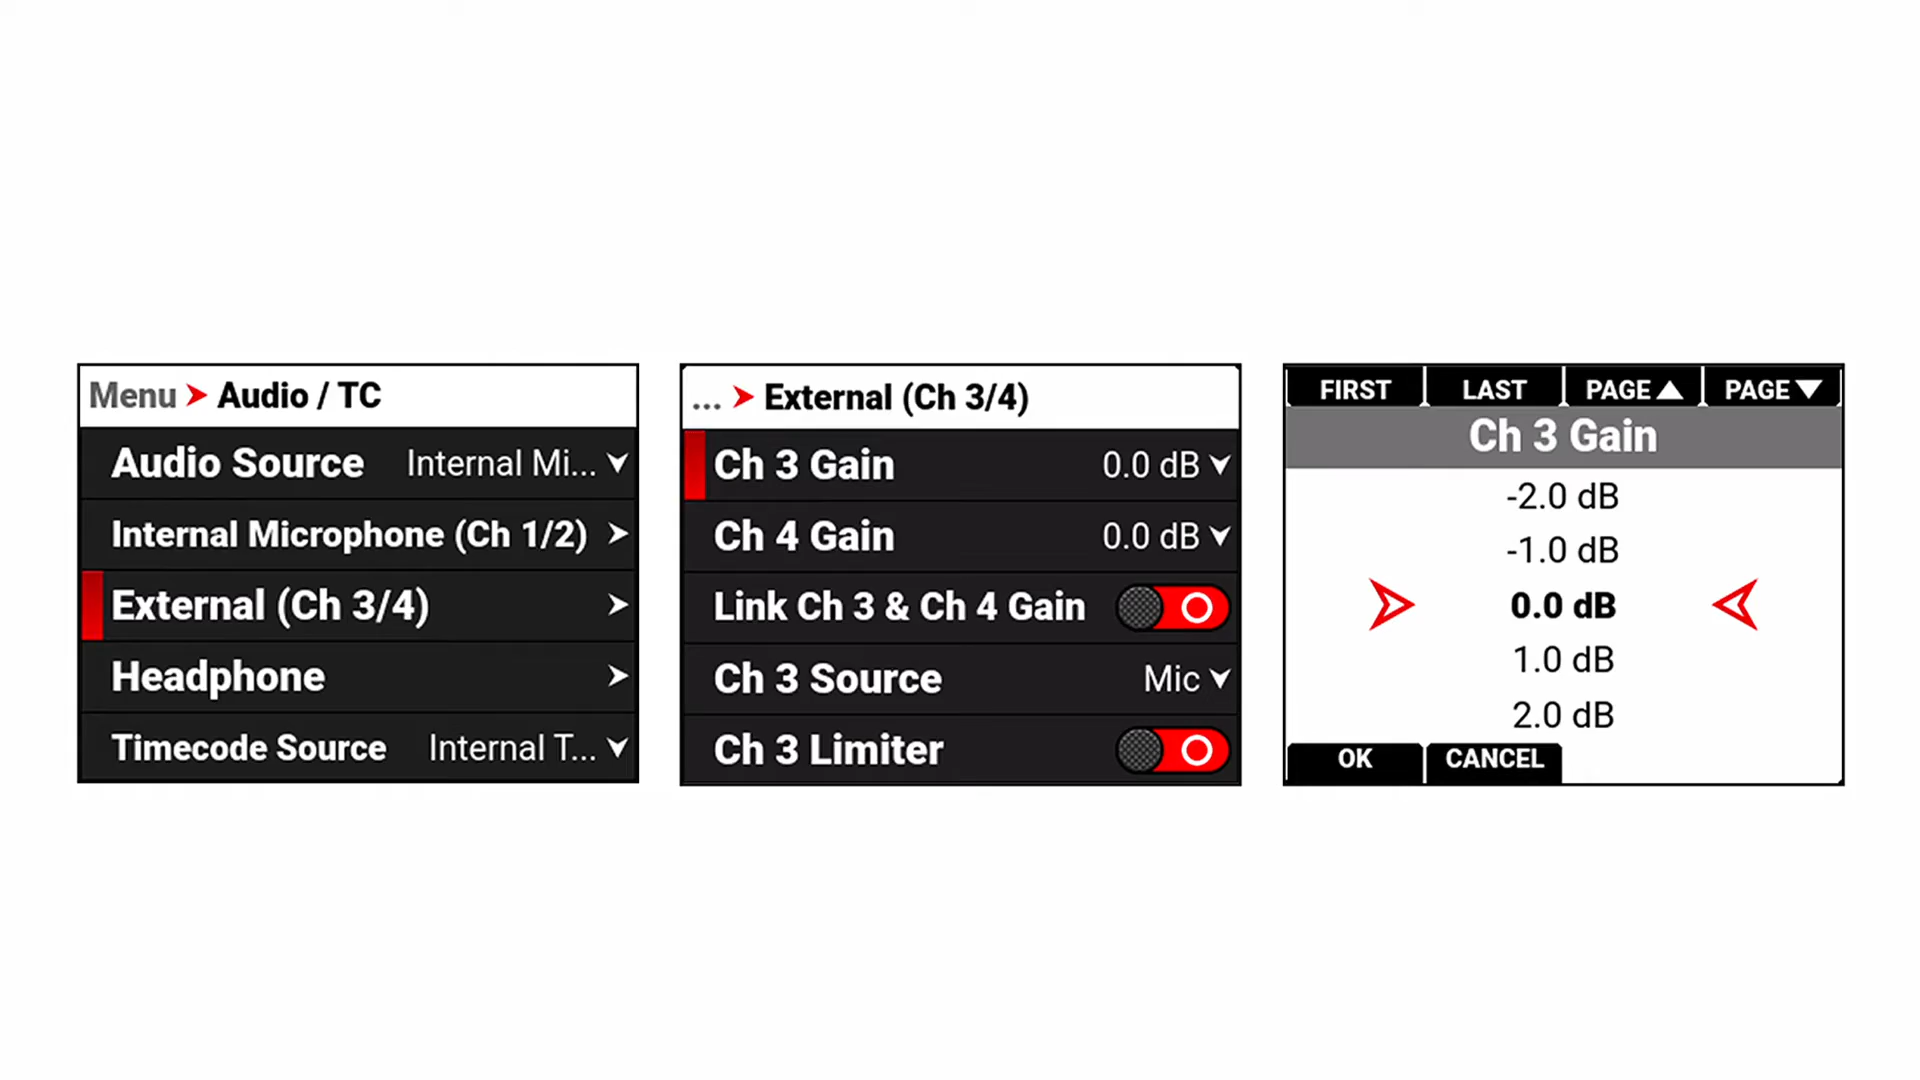 Menu Audio / TC
Audio Source Internal Mi...
Internal Microphone (Ch 1/2)
External (Ch 3/4)
Headphone
Timecode Source Internal T...
... External (Ch 3/4)
Ch 3 Gain 0.0 dB
Ch 4 Gain 0.0 dB
Link Ch 3 & Ch 4 Gain
Ch 3 Source Mic
Ch 3 Limiter
FIRST LAST PAGE PAGE
Ch 3 Gain
-2.0 dB
-1.0 dB
0.0 dB
1.0 dB
2.0 dB
OK CANCEL